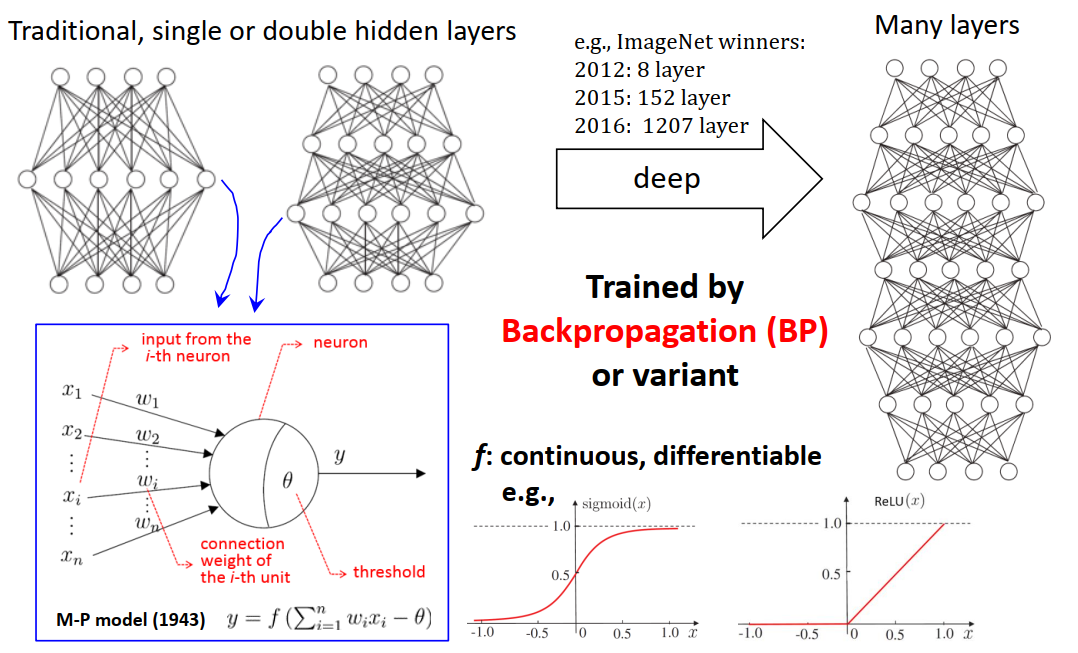 Traditional, single or double hidden layers
e.g., ImageNet winners:
2012: 8 layer
2015: 152 layer
2016: 1207 layer
Many layers
deep
Trained by
Backpropagation (BP)
or variant
input from the
i-th neuron
neuron
x₁
w₁
x₂
w₂
⋮
⋮
y
θ
xᵢ
wᵢ
⋮
⋮
wₙ
xₙ
connection
weight of
the i-th unit
threshold
M-P model (1943) y = f (∑ⁿᵢ₌₁ wᵢxᵢ − θ)
f: continuous, differentiable
e.g.,
sigmoid(x)
1.0
0.5
-1.0 -0.5 0 0.5 1.0 x
ReLU(x)
1.0
0.5
-1.0 -0.5 0 0.5 1.0 x